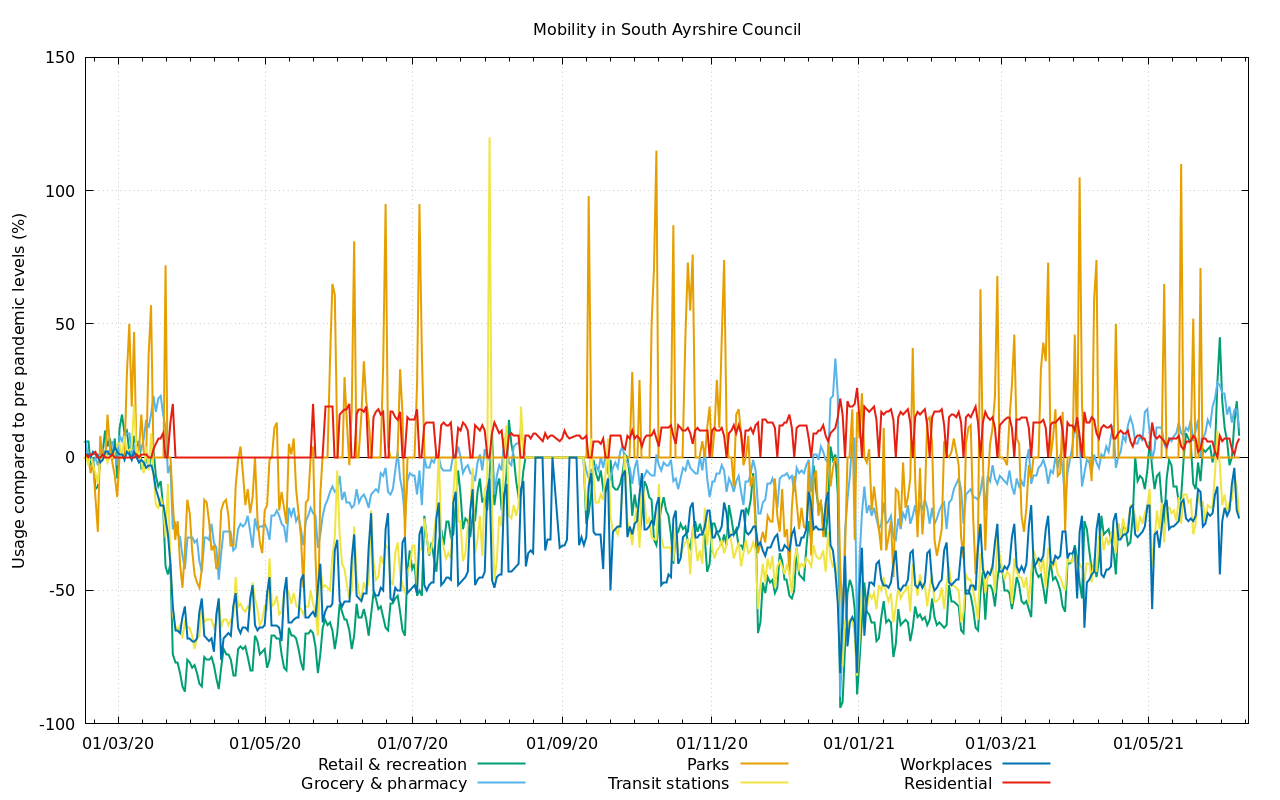 Mobility in South Ayrshire Council
Usage compared to pre pandemic levels (%)
150
100
50
0
-50
-100
01/03/20 01/05/20 01/07/20 01/09/20 01/11/20 01/01/21 01/03/21 01/05/21
Retail & recreation Parks Workplaces
Grocery & pharmacy Transit stations Residential